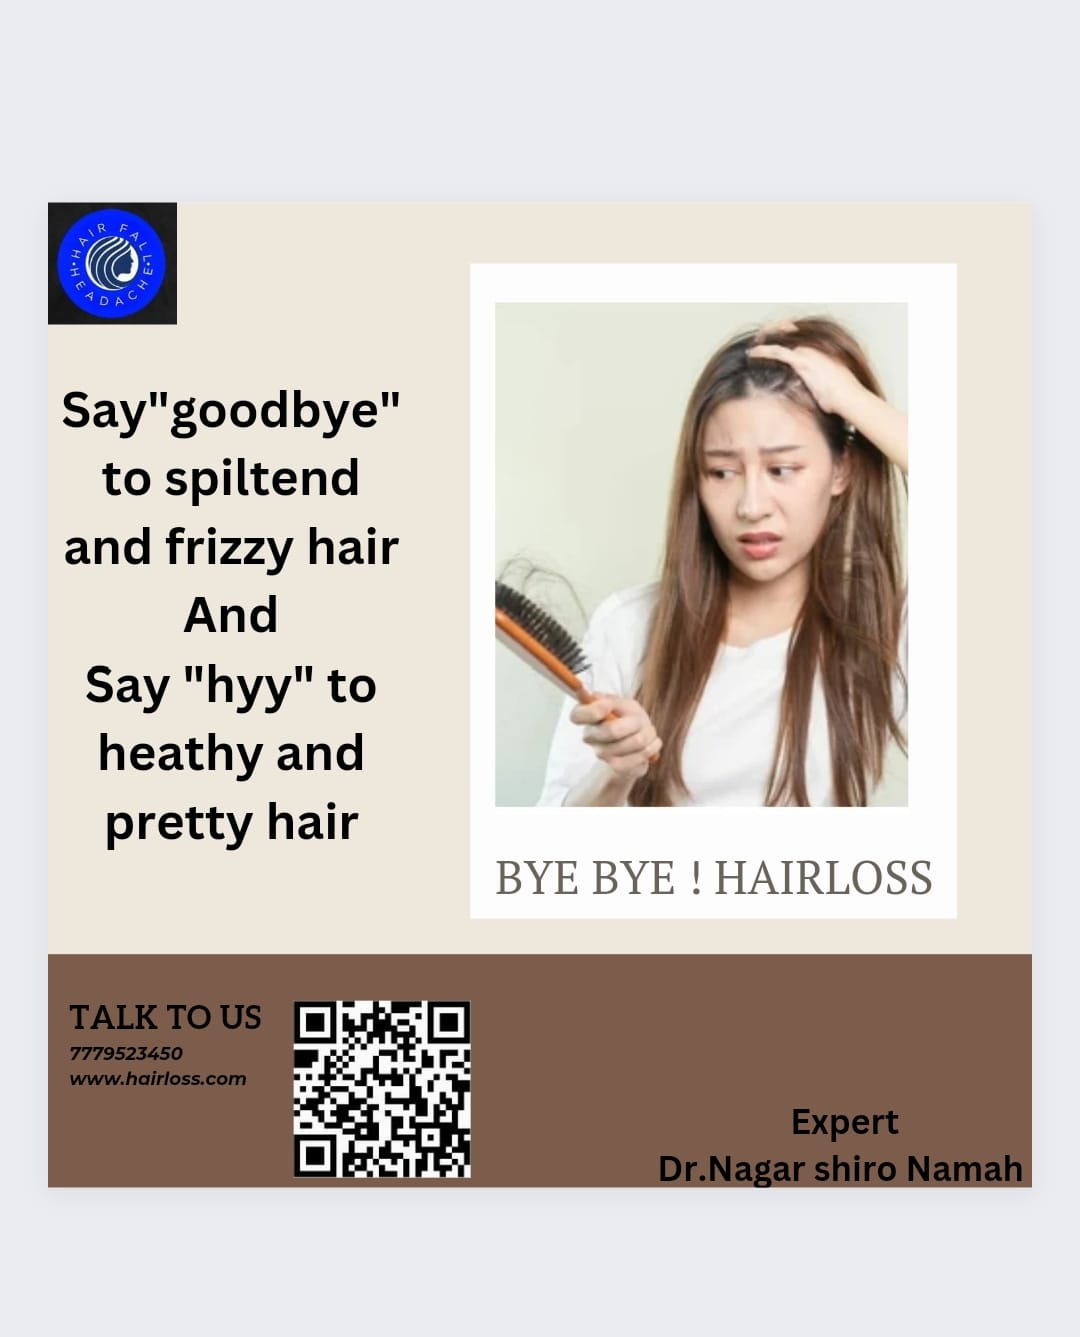 HAIR FALL
HEADACHE
Say"goodbye"
to spiltend
and frizzy hair
And
Say "hyy" to
heathy and
pretty hair
BYE BYE ! HAIRLOSS
TALK TO US
7779523450
www.hairloss.com
Expert
Dr.Nagar shiro Namah